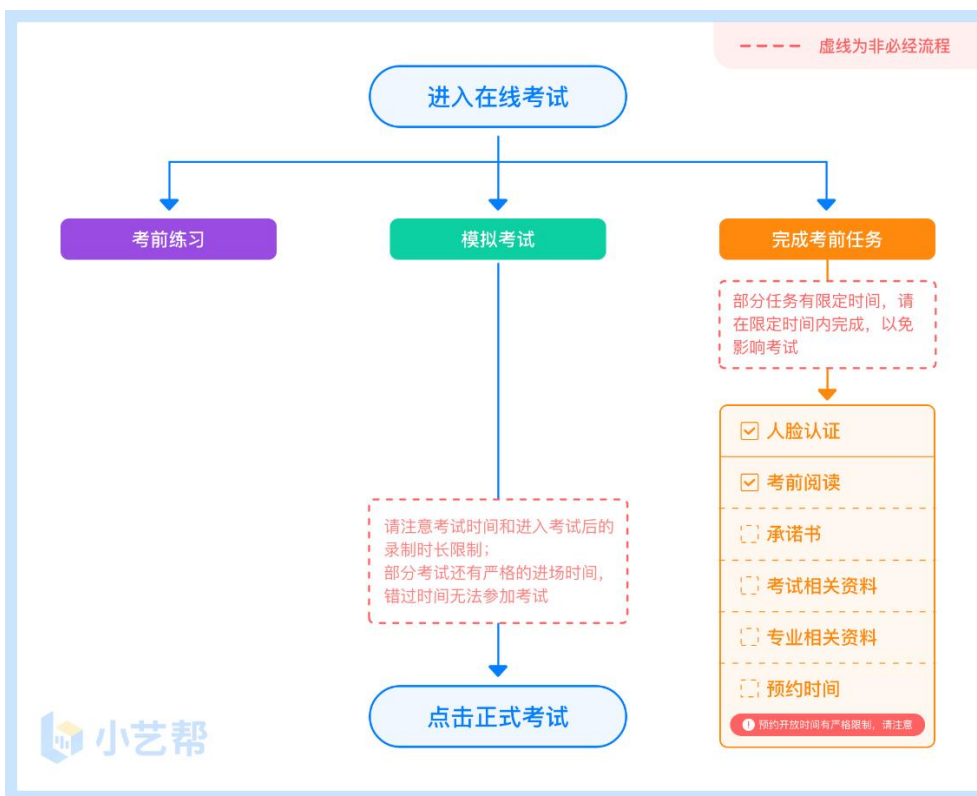 虚线为非必经流程
进入在线考试
考前练习
模拟考试
完成考前任务
部分任务有限定时间，请
在限定时间内完成，以免
影响考试
人脸认证
考前阅读
承诺书
考试相关资料
专业相关资料
预约时间
预约开放时间有严格限制，请注意
请注意考试时间和进入考试后的
录制时长限制；
部分考试还有严格的进场时间，
错过时间无法参加考试
点击正式考试
小艺帮